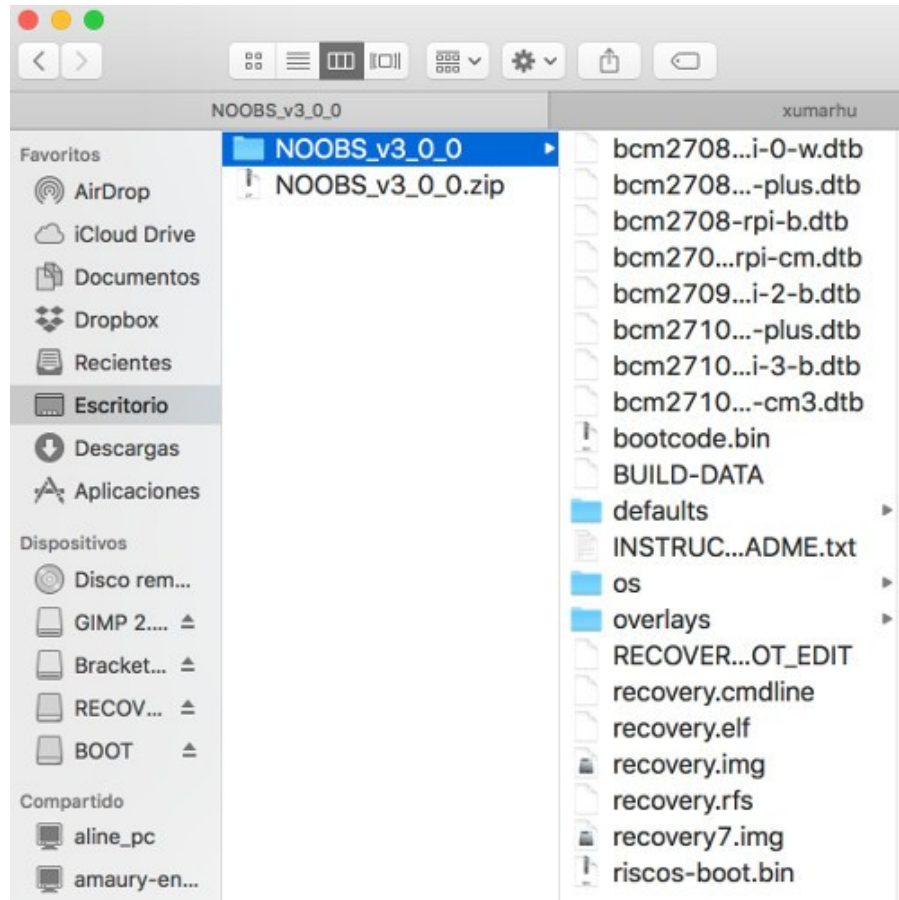 NOOBS_v3_0_0
xumarhu
Favoritos
AirDrop
iCloud Drive
Documentos
Dropbox
Recientes
Escritorio
Descargas
Aplicaciones
Dispositivos
Disco rem...
GIMP 2....
Bracket...
RECOV...
BOOT
Compartido
aline_pc
amaury-en...
NOOBS_v3_0_0
NOOBS_v3_0_0.zip
bcm2708...i-0-w.dtb
bcm2708...-plus.dtb
bcm2708-rpi-b.dtb
bcm270...rpi-cm.dtb
bcm2709...i-2-b.dtb
bcm2710...-plus.dtb
bcm2710...i-3-b.dtb
bcm2710...-cm3.dtb
bootcode.bin
BUILD-DATA
defaults
INSTRUC...ADME.txt
os
overlays
RECOVER...OT_EDIT
recovery.cmdline
recovery.elf
recovery.img
recovery.rfs
recovery7.img
riscos-boot.bin